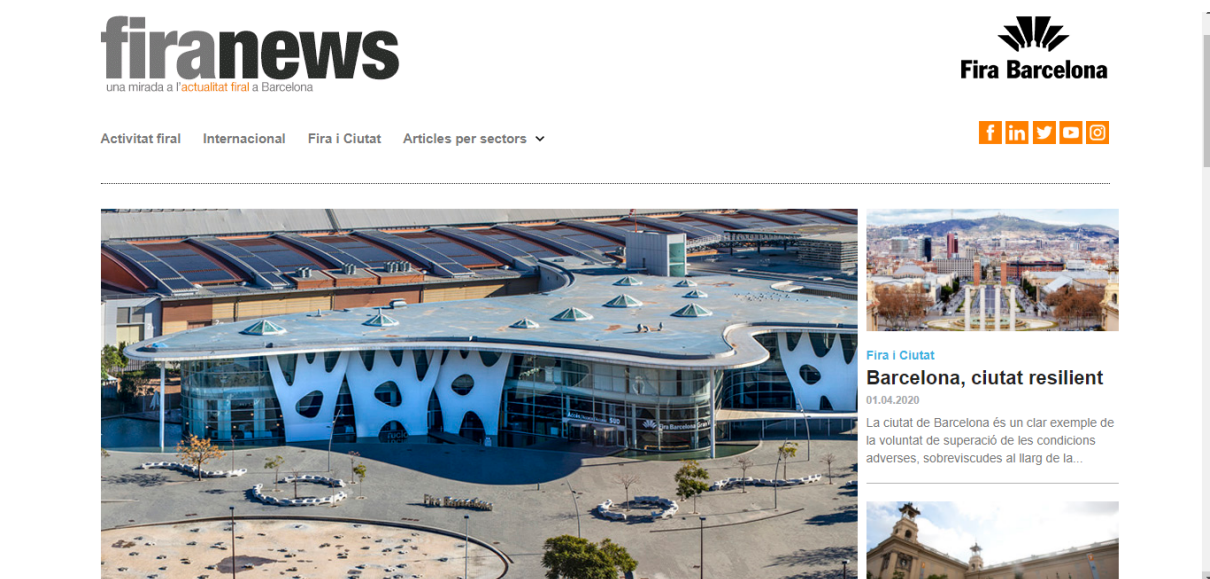 firanews
una mirada a l'actualitat firal a Barcelona
Fira Barcelona
Activitat firal
Internacional
Fira i Ciutat
Articles per sectors
Fira i Ciutat
Barcelona, ciutat resilient
01.04.2020
La ciutat de Barcelona és un clar exemple de
la voluntat de superació de les condicions
adverses, sobreviscudes al llarg de la...
Fira Barcelona